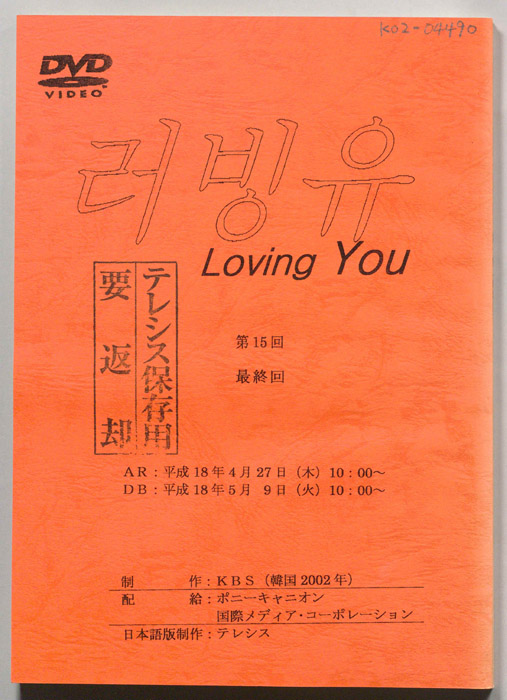 K02-04490
DVD
VIDEO
러빙유
Loving You
テレシス保存用
要返却
第15回
最終回
AR：平成18年4月27日（木）10：00～
DB：平成18年5月 9日（火）10：00～
制 作：KBS（韓国2002年）
配 給：ポニーキャニオン
国際メディア・コーポレーション
日本語版制作：テレシス